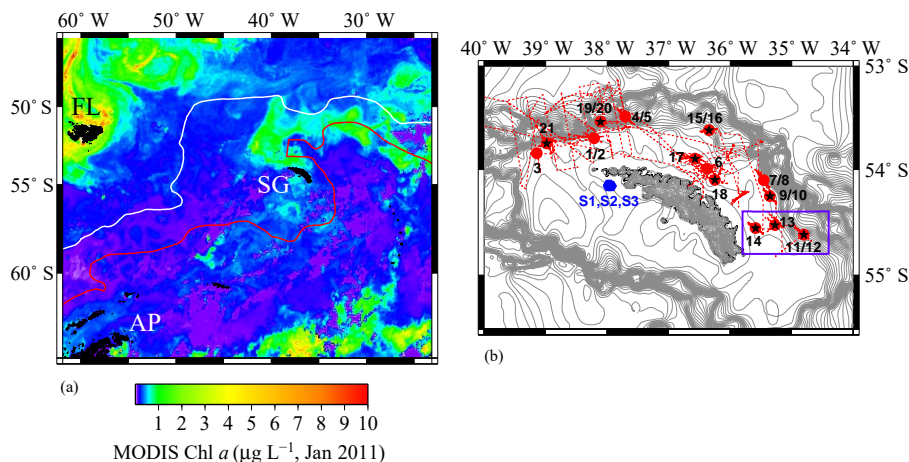 60° W 50° W 40° W 30° W
50° S
55° S
60° S
FL
SG
AP
(a)
1 2 3 4 5 6 7 8 9 10
MODIS Chl a (μg L−1, Jan 2011)
40° W 39° W 38° W 37° W 36° W 35° W 34° W
53° S
54° S
55° S
19/20
4/5
15/16
21
1/2
3
17
6
18
7/8
9/10
S1,S2,S3
13
14
11/12
(b)